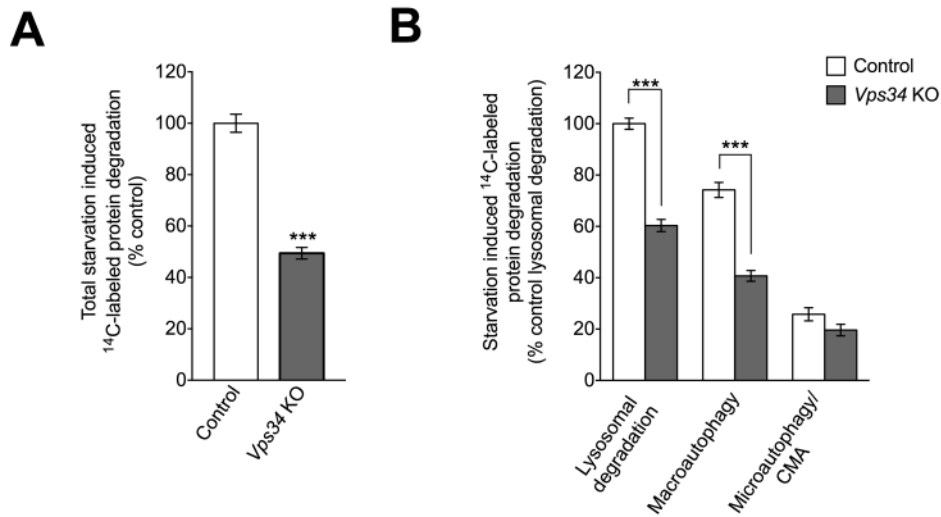 A
Total starvation induced
¹⁴C-labeled protein degradation
(% control)
120
100
80
60
40
20
0
***
Control
Vps34 KO
B
Control
Vps34 KO
Starvation induced ¹⁴C-labeled
protein degradation
(% control lysosomal degradation)
120
100
80
60
40
20
0
***
***
Lysosomal
degradation
Macroautophagy
Microautophagy/
CMA